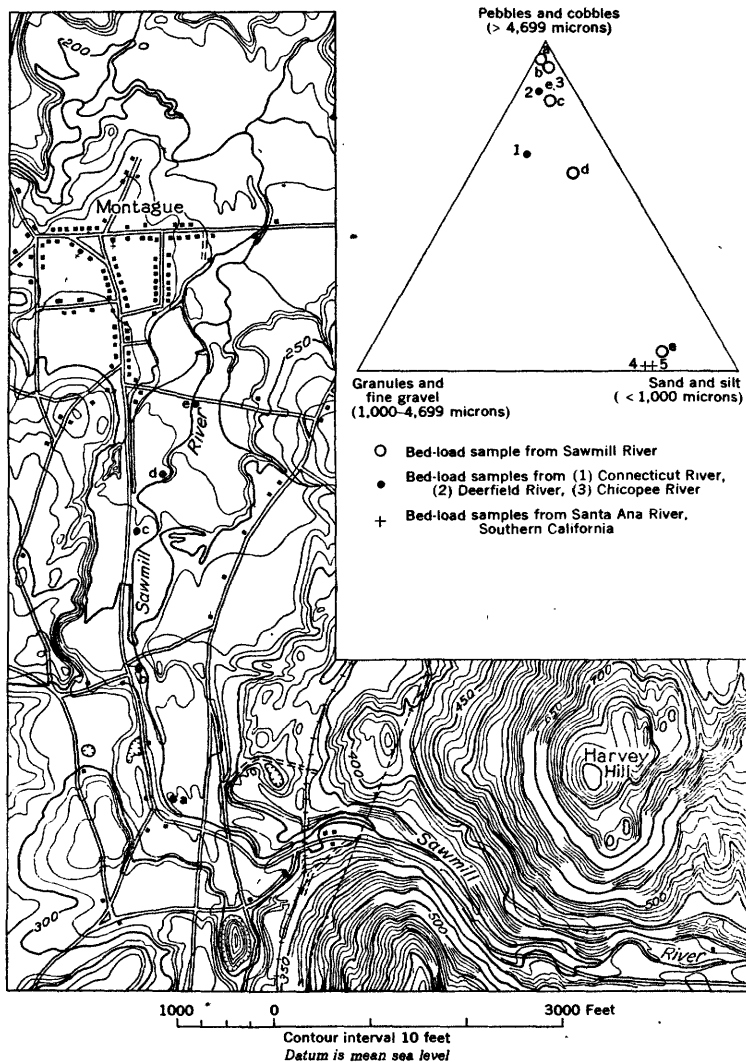 Pebbles and cobbles
(> 4,699 microns)
a
b
e,3
2
c
1
d
e
4
5
Granules and
fine gravel
(1,000–4,699 microns)
Sand and silt
( < 1,000 microns)
Bed-load sample from Sawmill River
Bed-load samples from (1) Connecticut River,
(2) Deerfield River, (3) Chicopee River
Bed-load samples from Santa Ana River,
Southern California
200
Montague
250
e
River
d
c
Sawmill
b
a
300
350
400
450
400
Harvey
Hill
500
500
Sawmill
River
1000 0 3000 Feet
Contour interval 10 feet
Datum is mean sea level